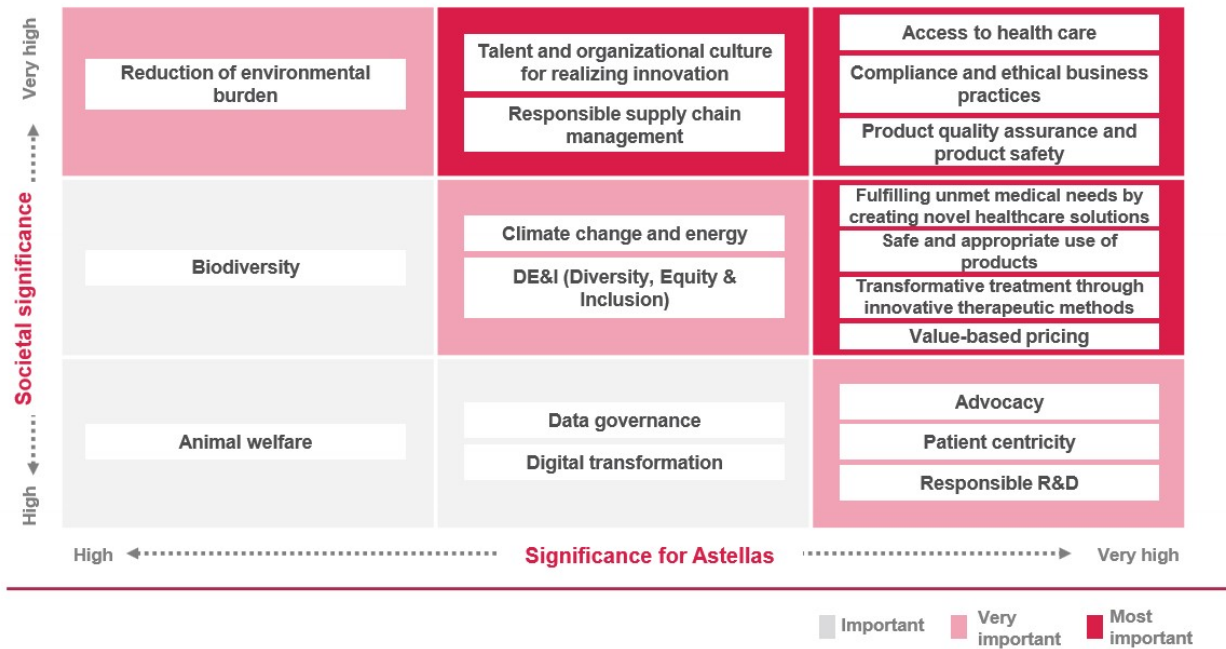 Very high
Societal significance
High
Reduction of environmental
burden
Talent and organizational culture
for realizing innovation
Responsible supply chain
management
Access to health care
Compliance and ethical business
practices
Product quality assurance and
product safety
Biodiversity
Climate change and energy
DE&I (Diversity, Equity &
Inclusion)
Fulfilling unmet medical needs by
creating novel healthcare solutions
Safe and appropriate use of
products
Transformative treatment through
innovative therapeutic methods
Value-based pricing
Animal welfare
Data governance
Digital transformation
Advocacy
Patient centricity
Responsible R&D
High
Significance for Astellas
Very high
Important
Very
important
Most
important